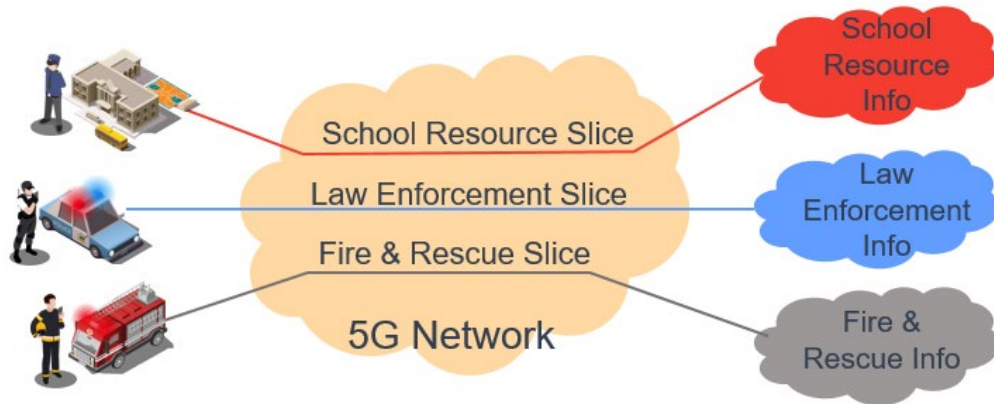 School
Resource
Info
School Resource Slice
Law Enforcement Slice
Law
Enforcement
Info
Fire & Rescue Slice
5G Network
Fire &
Rescue Info